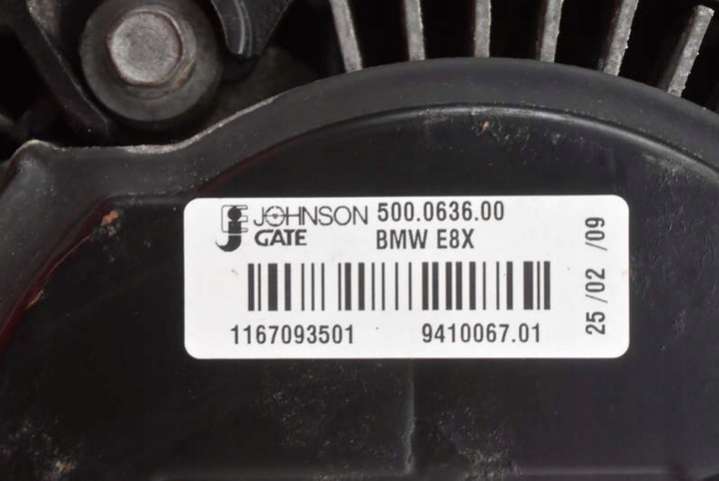 JOHNSON 500.0636.00
GATE BMW E8X
1167093501 9410067.01
25/02 /09